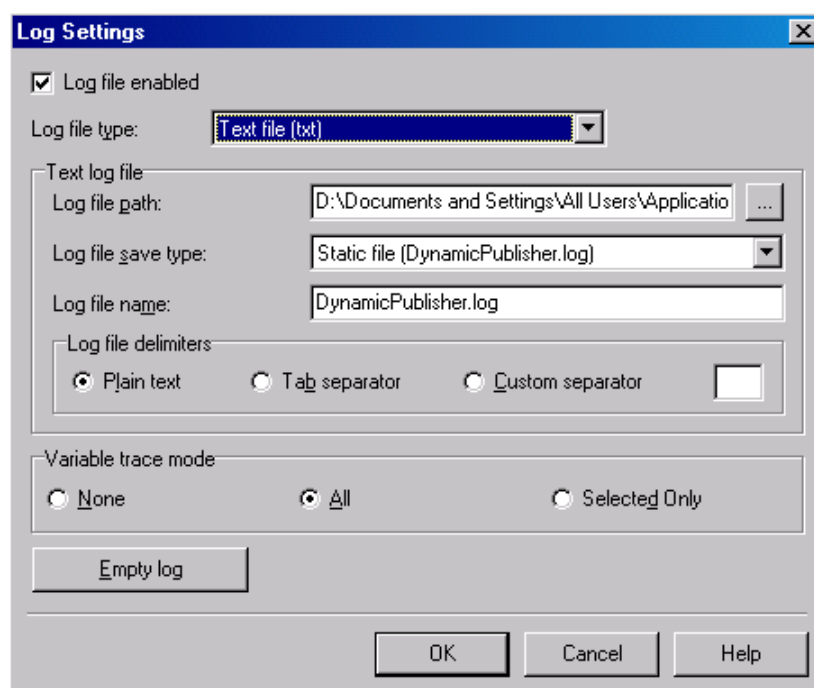 Log Settings
Log file enabled
Log file type: Text file (txt)
Text log file
Log file path: D:\Documents and Settings\All Users\Applicatio ...
Log file save type: Static file (DynamicPublisher.log)
Log file name: DynamicPublisher.log
Log file delimiters
Plain text Tab separator Custom separator
Variable trace mode
None All Selected Only
Empty log
OK Cancel Help